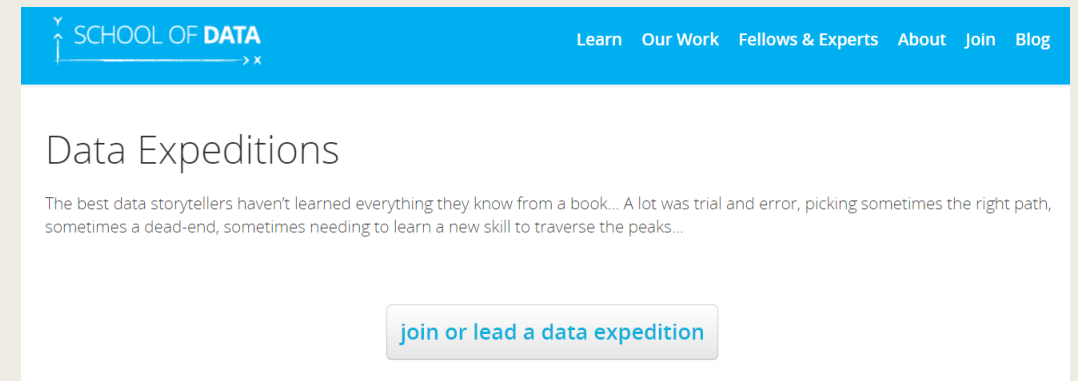 Y
SCHOOL OF DATA
X
Learn Our Work Fellows & Experts About Join Blog
Data Expeditions
The best data storytellers haven’t learned everything they know from a book... A lot was trial and error, picking sometimes the right path,
sometimes a dead-end, sometimes needing to learn a new skill to traverse the peaks...
join or lead a data expedition